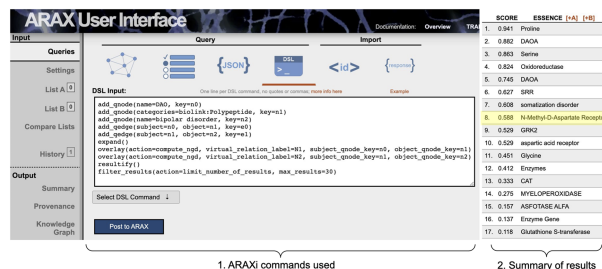 ARAX User Interface
Documentation: Overview TRA
Input
Query
Import
Queries
Settings
List A 0
List B 0
Compare Lists
History 1
Output
Summary
Provenance
Knowledge
Graph
{JSON}
DSL
>_
<id>
{response}
DSL Input:
One line per DSL command, no quotes or commas; more info here
Example
add_qnode(name=DAO, key=n0)
add_qnode(categories=biolink:Polypeptide, key=n1)
add_qnode(name=bipolar disorder, key=n2)
add_qedge(subject=n0, object=n1, key=e0)
add_qedge(subject=n1, object=n2, key=e1)
expand()
overlay(action=compute_ngd, virtual_relation_label=N1, subject_qnode_key=n0, object_qnode_key=n1)
overlay(action=compute_ngd, virtual_relation_label=N2, subject_qnode_key=n1, object_qnode_key=n2)
resultify()
filter_results(action=limit_number_of_results, max_results=30)
Select DSL Command ↓
Post to ARAX
1. ARAXi commands used
SCORE ESSENCE [+A] [+B]
1. 0.941 Proline
2. 0.882 DAOA
3. 0.863 Serine
4. 0.824 Oxidoreductase
5. 0.745 DAOA
6. 0.627 SRR
7. 0.608 somatization disorder
8. 0.588 N-Methyl-D-Aspartate Recepto
9. 0.529 GRK2
10. 0.529 aspartic acid receptor
11. 0.451 Glycine
12. 0.412 Enzymes
13. 0.333 CAT
14. 0.275 MYELOPEROXIDASE
15. 0.157 ASFOTASE ALFA
16. 0.137 Enzyme Gene
17. 0.118 Glutathione S-transferase
2. Summary of results